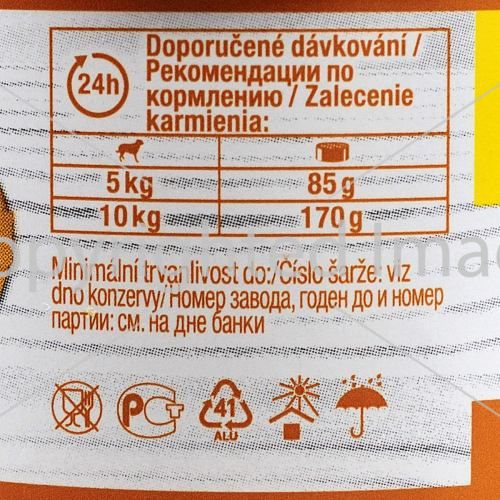 24h
Doporučené dávkování /
Рекомендации по
кормлению / Zalecenie
karmienia:
5 kg 85 g
10 kg 170 g
Minimální trvanlivost do:/Číslo šarže: viz
dno konzervy/Номер завода, годен до и номер
партии: см. на дне банки
РСТ
41
ALU